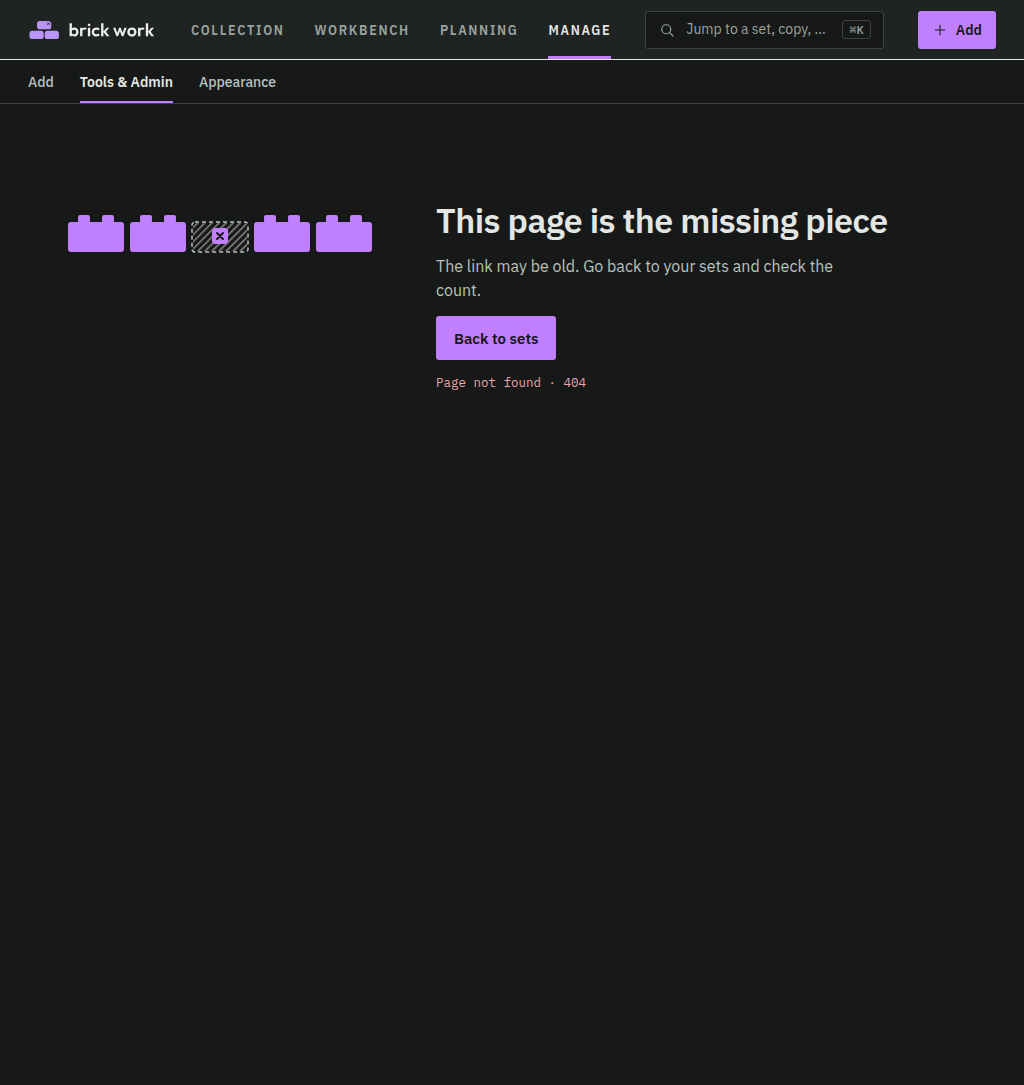 brick work
COLLECTION WORKBENCH PLANNING MANAGE
Jump to a set, copy, ... ⌘K
Add
Add Tools & Admin Appearance
This page is the missing piece
The link may be old. Go back to your sets and check the
count.
Back to sets
Page not found · 404